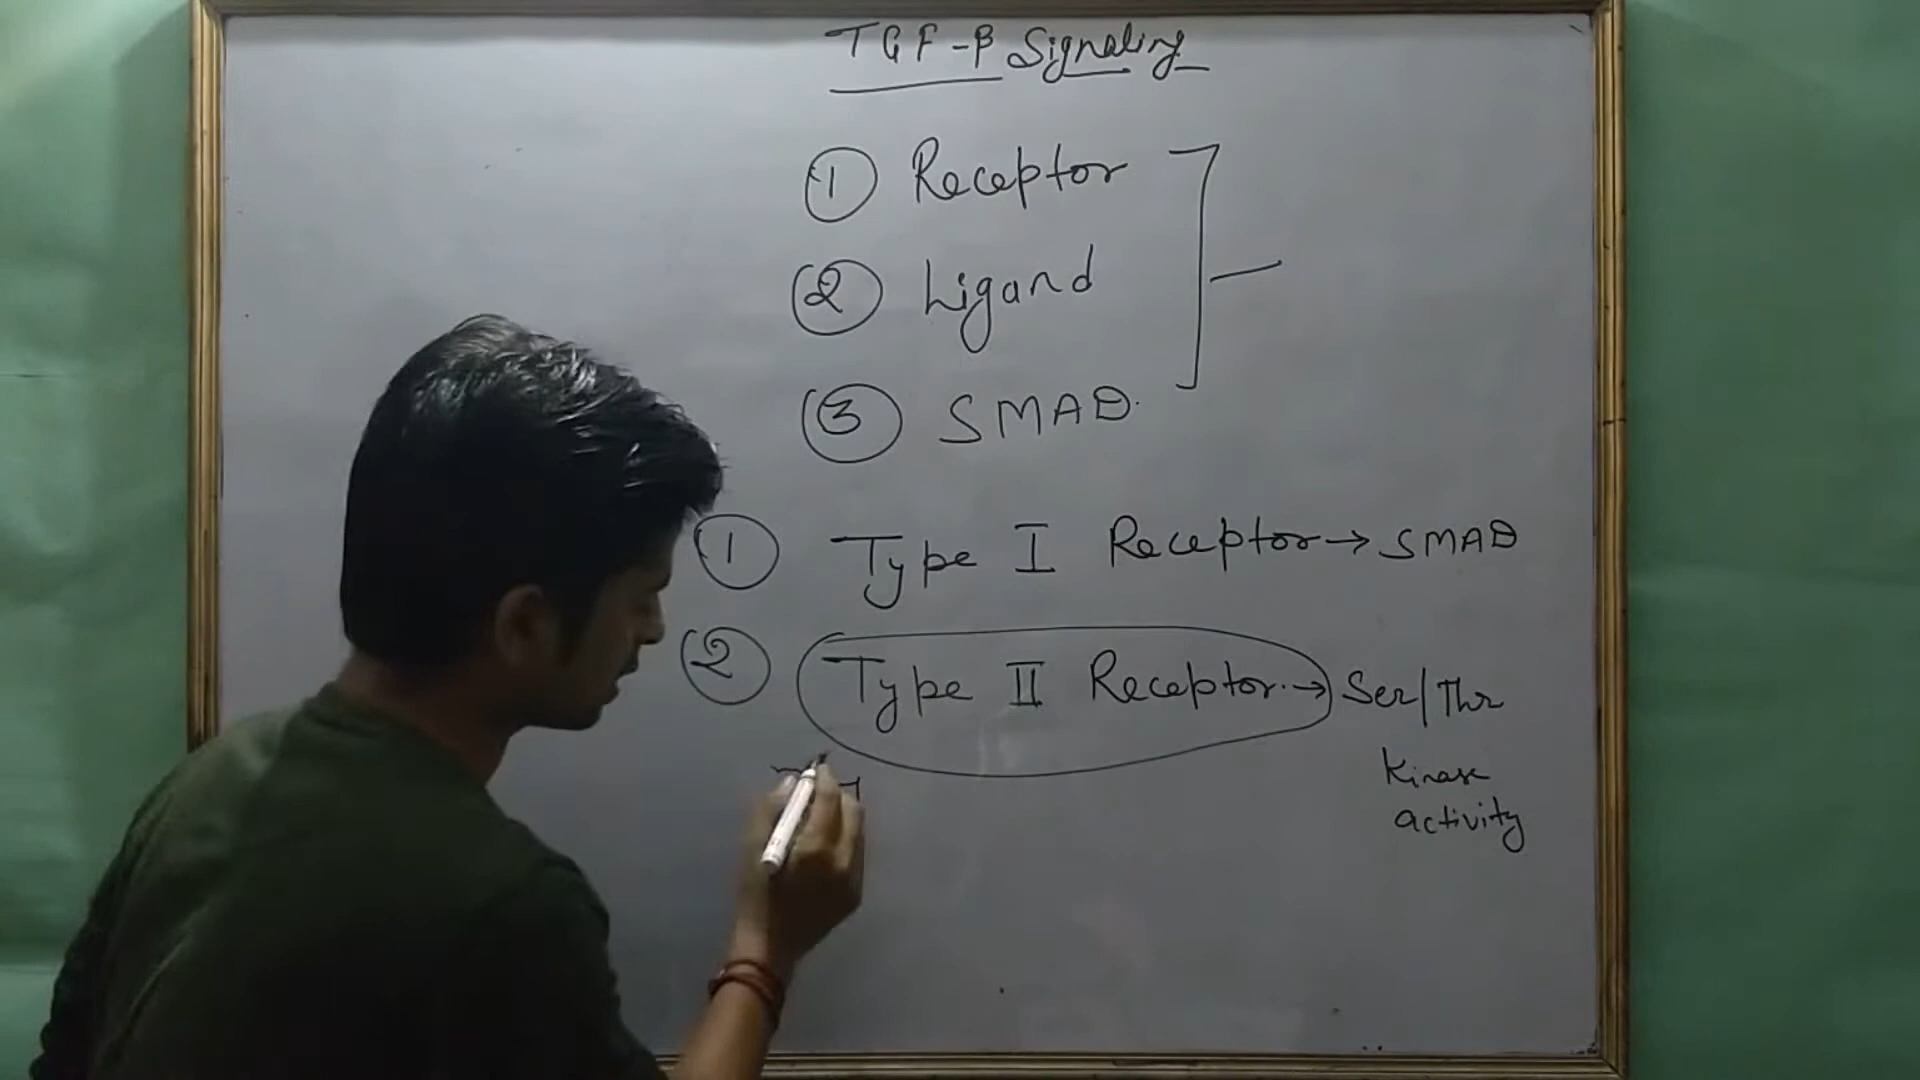 TGF-β Signaling
① Receptor
② Ligand
③ SMAD.
① Type I Receptor → SMAD
② Type II Receptor. → Ser/Thr
Kinase
activity